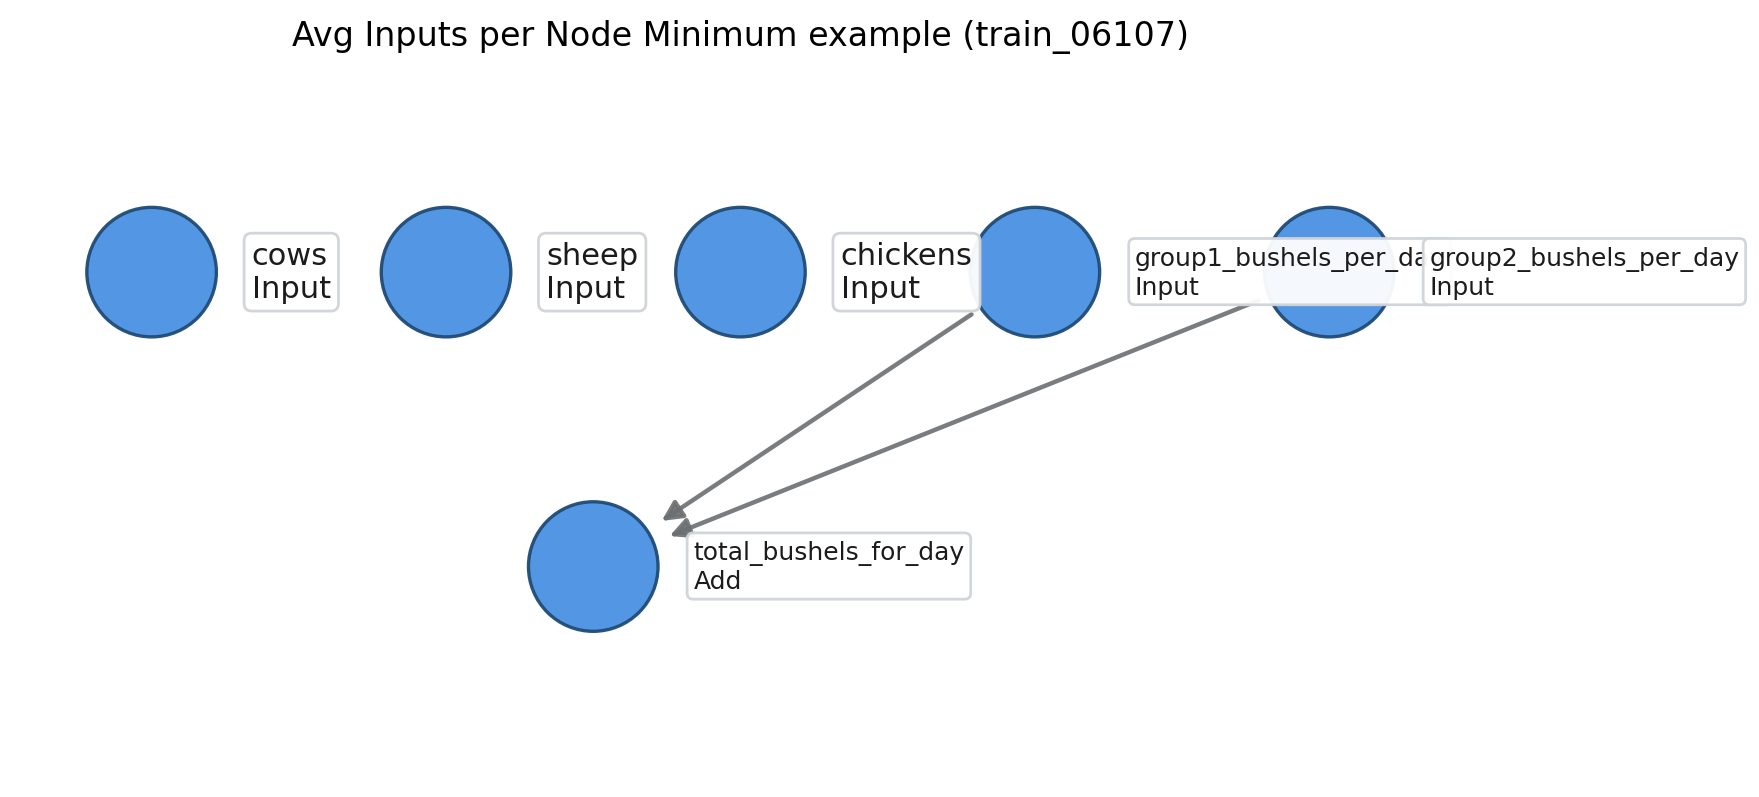 Avg Inputs per Node Minimum example (train_06107)
cows
Input
sheep
Input
chickens
Input
group1_bushels_per_da
Input
group2_bushels_per_day
Input
total_bushels_for_day
Add